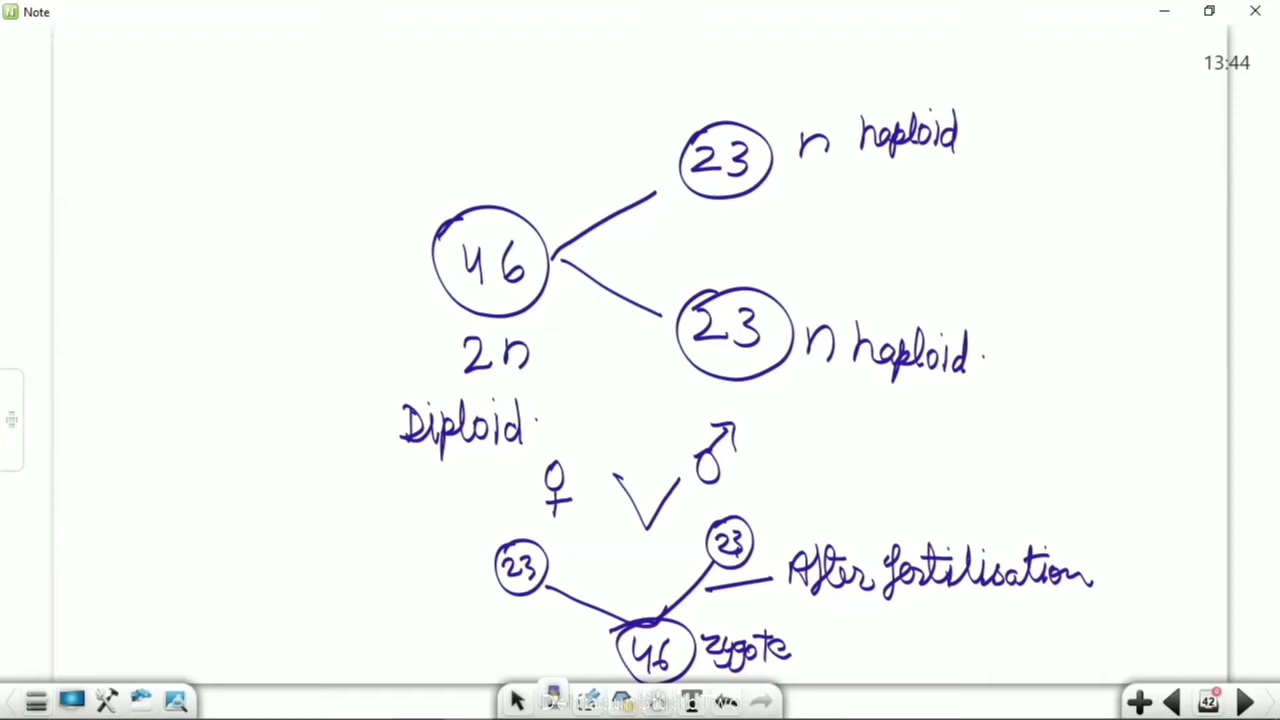 Note
13:44
23 n haploid
46
23 n haploid.
2n
Diploid.
♀ ♂
23 23
After fertilisation
46 zygote
42